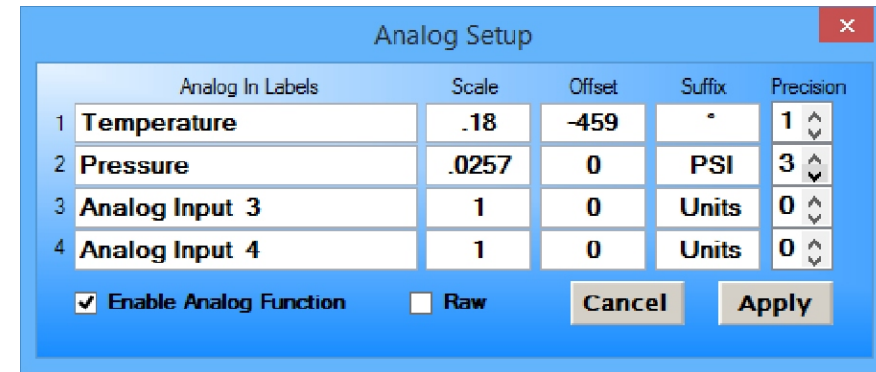 Analog Setup
Analog In Labels Scale Offset Suffix Precision
1 Temperature .18 -459 ° 1
2 Pressure .0257 0 PSI 3
3 Analog Input 3 1 0 Units 0
4 Analog Input 4 1 0 Units 0
Enable Analog Function Raw Cancel Apply